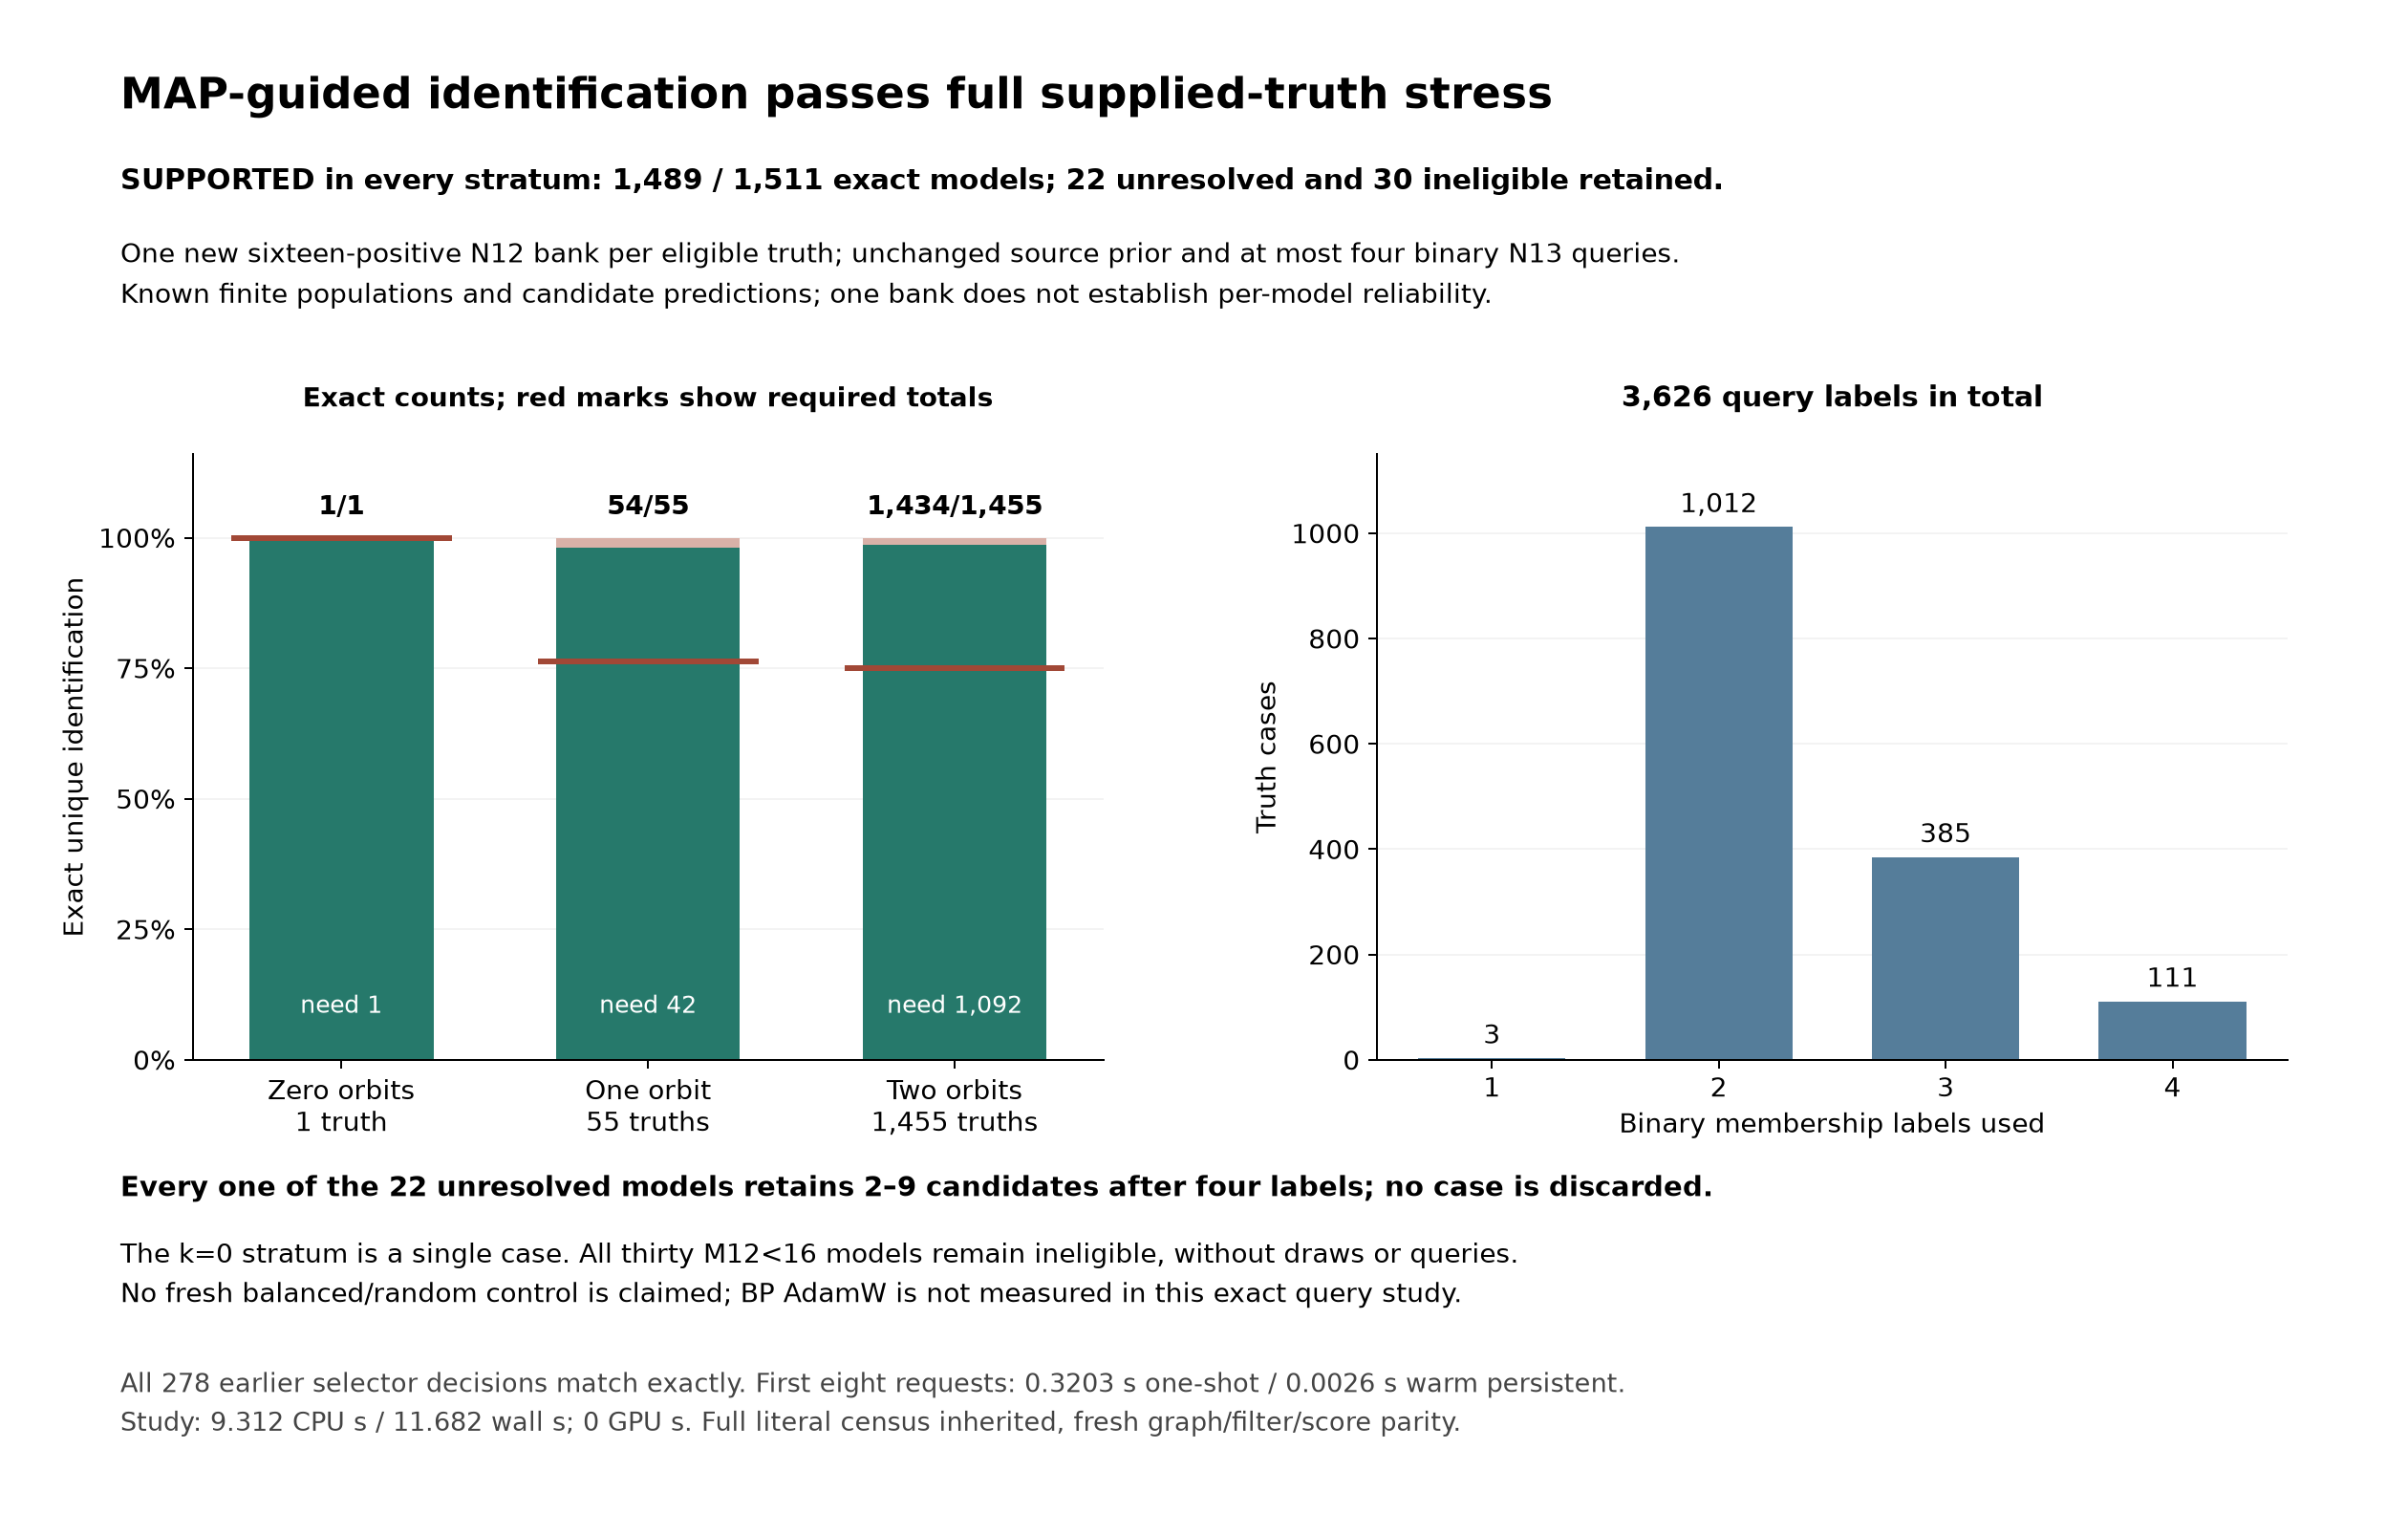 MAP-guided identification passes full supplied-truth stress
SUPPORTED in every stratum: 1,489 / 1,511 exact models; 22 unresolved and 30 ineligible retained.
One new sixteen-positive N12 bank per eligible truth; unchanged source prior and at most four binary N13 queries.
Known finite populations and candidate predictions; one bank does not establish per-model reliability.
Exact counts; red marks show required totals
1/1
54/55
1,434/1,455
100%
75%
50%
25%
0%
Exact unique identification
need 1
need 42
need 1,092
Zero orbits
1 truth
One orbit
55 truths
Two orbits
1,455 truths
3,626 query labels in total
1000
800
600
400
200
0
Truth cases
3
1,012
385
111
1
2
3
4
Binary membership labels used
Every one of the 22 unresolved models retains 2–9 candidates after four labels; no case is discarded.
The k=0 stratum is a single case. All thirty M12<16 models remain ineligible, without draws or queries.
No fresh balanced/random control is claimed; BP AdamW is not measured in this exact query study.
All 278 earlier selector decisions match exactly. First eight requests: 0.3203 s one-shot / 0.0026 s warm persistent.
Study: 9.312 CPU s / 11.682 wall s; 0 GPU s. Full literal census inherited, fresh graph/filter/score parity.